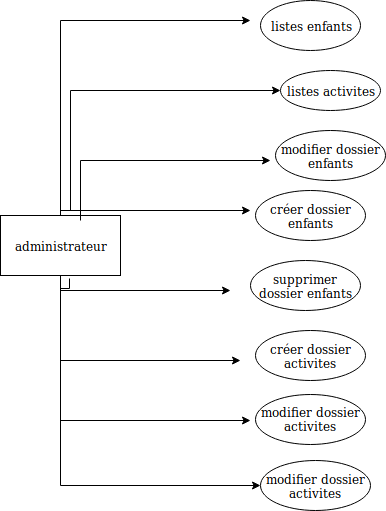 listes enfants
listes activites
modifier dossier
enfants
créer dossier
enfants
administrateur
supprimer
dossier enfants
créer dossier
activites
modifier dossier
activites
modifier dossier
activites